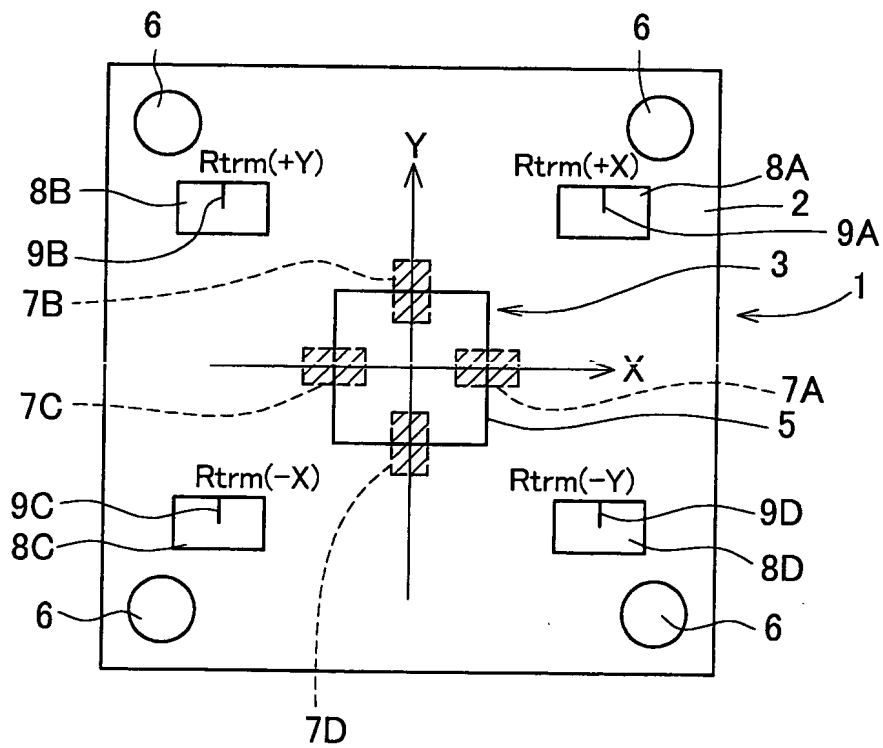 6 6
Y
Rtrm(+Y) Rtrm(+X)
8B 8A
2
9B 9A
7B 3 1
X
7C 7A
5
Rtrm(-X) Rtrm(-Y)
9C 9D
8C 8D
6 6
7D